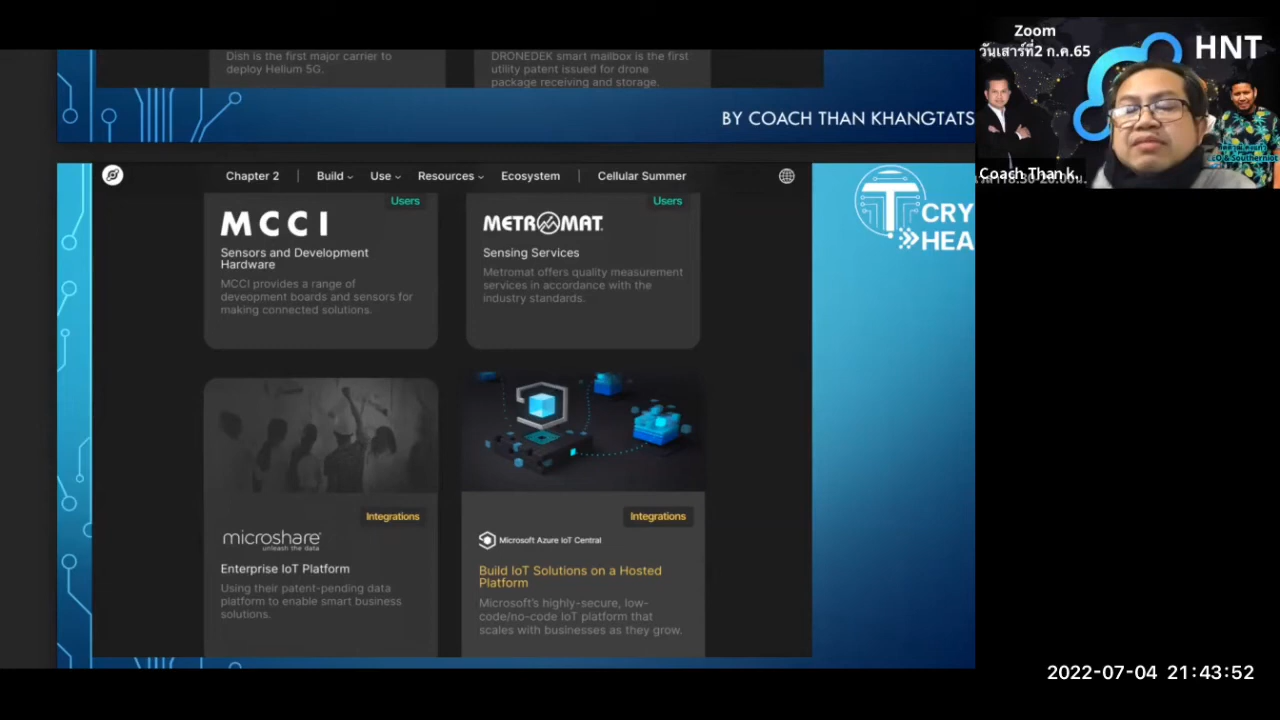 Dish is the first major carrier to
deploy Helium 5G.
DRONEDEK smart mailbox is the first
utility patent issued for drone
package receiving and storage.
BY COACH THAN KHANGTATS
Zoom
วันเสาร์ที่2 ก.ค.65
HNT
Coach Than k.
Chapter 2
Build
Use
Resources
Ecosystem
Cellular Summer
T CRY
HEA
Users
MCCI
Sensors and Development
Hardware
MCCI provides a range of
deveopment boards and sensors for
making connected solutions.
Users
METROMAT.
Sensing Services
Metromat offers quality measurement
services in accordance with the
industry standards.
Integrations
microshare
unleash the data
Enterprise IoT Platform
Using their patent-pending data
platform to enable smart business
solutions.
Integrations
Microsoft Azure IoT Central
Build IoT Solutions on a Hosted
Platform
Microsoft's highly-secure, low-
code/no-code IoT platform that
scales with businesses as they grow.
2022-07-04 21:43:52